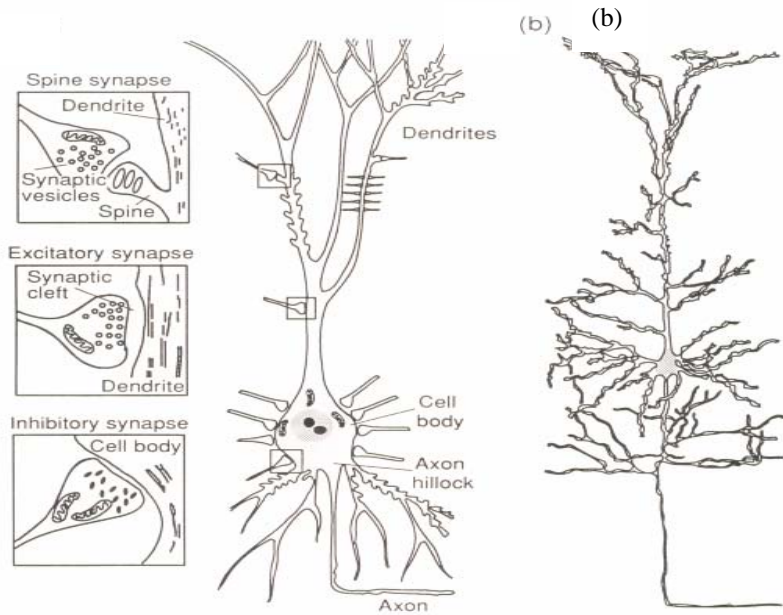 (b) (b)
Spine synapse
Dendrite
Synaptic
vesicles
Spine
Excitatory synapse
Synaptic
cleft
Dendrite
Inhibitory synapse
Cell body
Dendrites
Cell
body
Axon
hillock
Axon